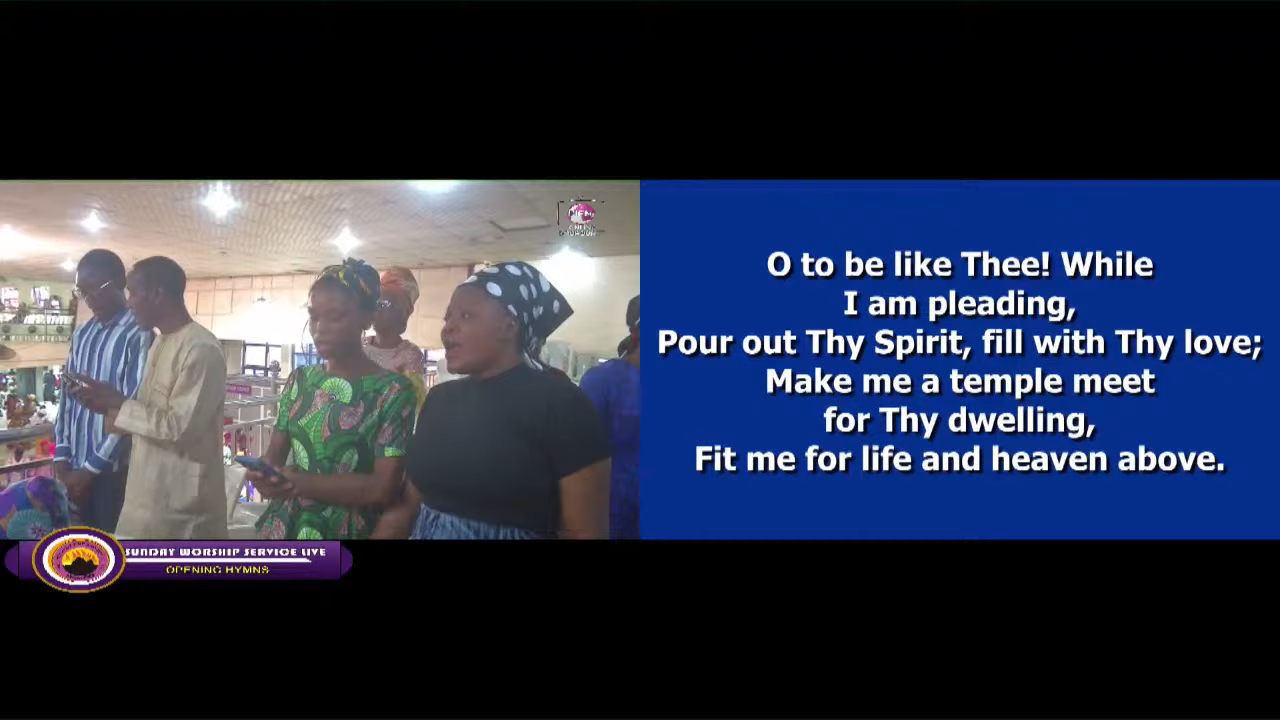 O to be like Thee! While
I am pleading,
Pour out Thy Spirit, fill with Thy love;
Make me a temple meet
for Thy dwelling,
Fit me for life and heaven above.
SUNDAY WORSHIP SERVICE LIVE
OPENING HYMNS